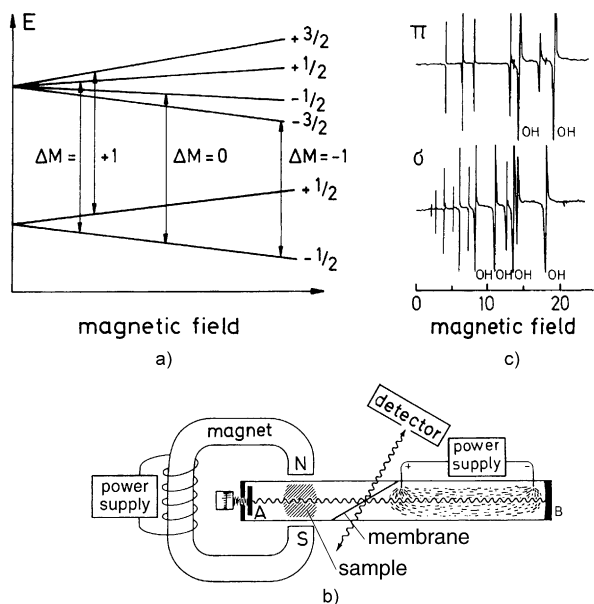 E
+ 3/2
+ 1/2
- 1/2
- 3/2
ΔM = +1
ΔM = 0
ΔM = -1
+ 1/2
- 1/2
magnetic field
a)
π
OH OH
σ
OH OH OH OH
0 10 20
magnetic field
c)
detector
magnet
power
supply
N
S
A
power
supply
+ -
B
membrane
sample
b)